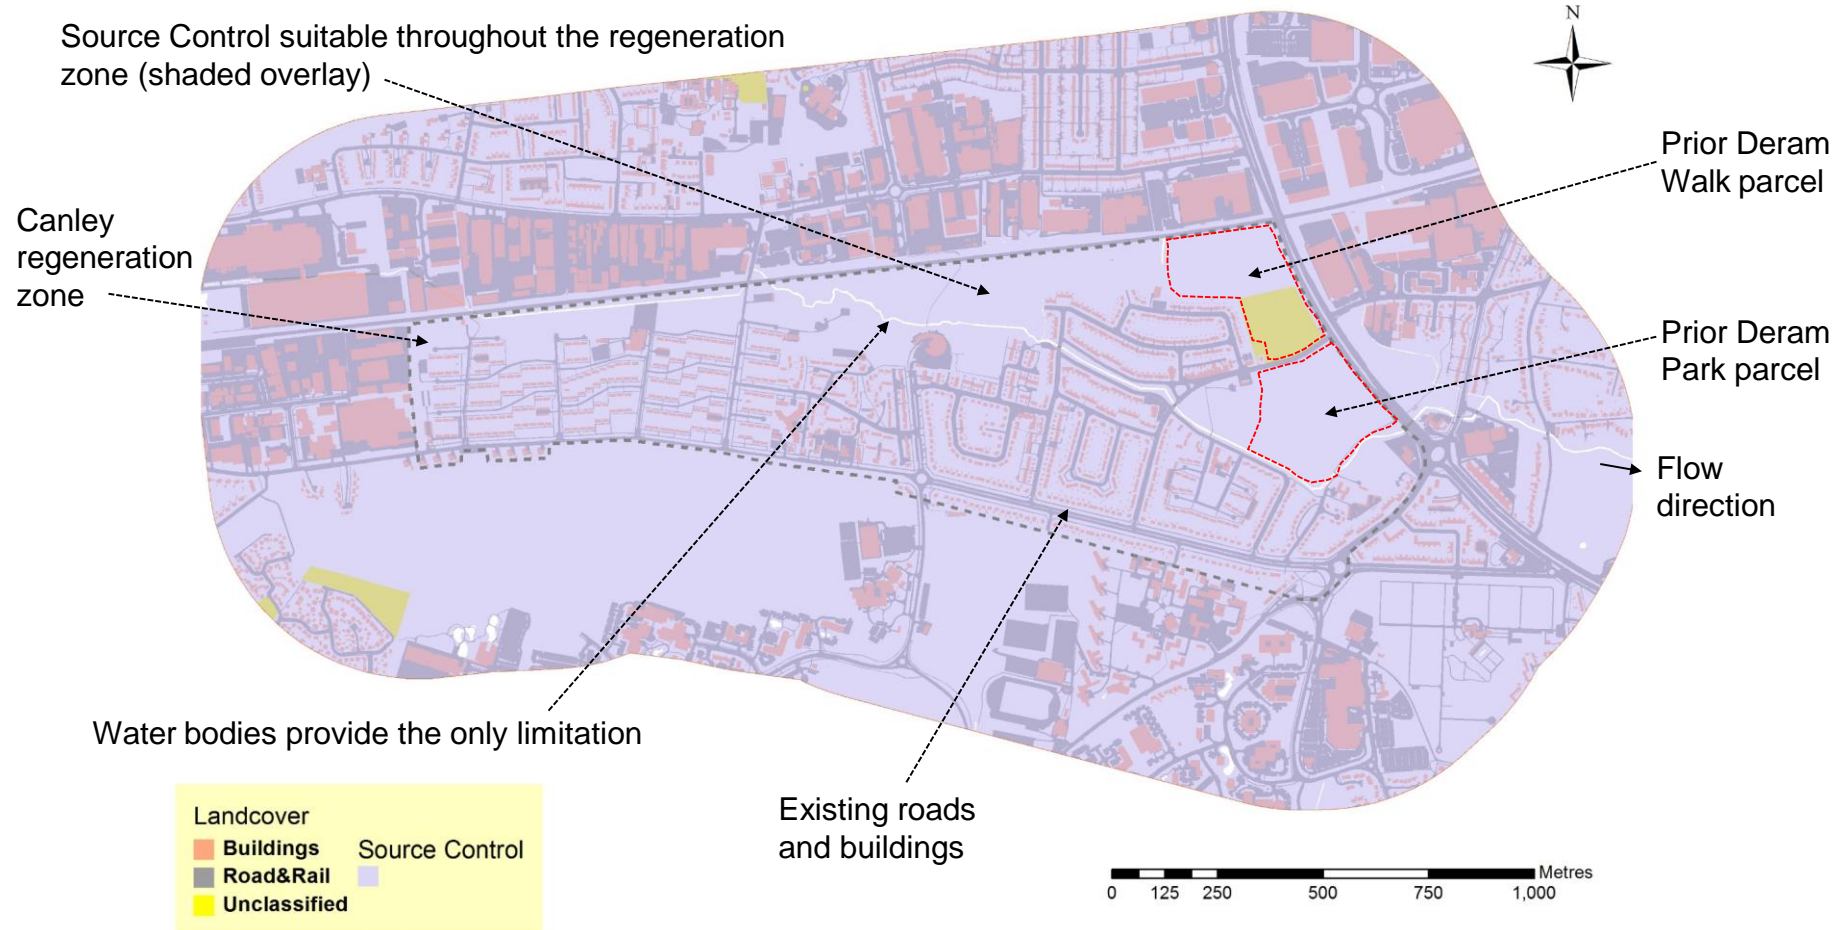 Source Control suitable throughout the regeneration
zone (shaded overlay)
N
Prior Deram
Walk parcel
Canley
regeneration
zone
Prior Deram
Park parcel
Flow
direction
Water bodies provide the only limitation
Existing roads
and buildings
Landcover
Buildings
Road&Rail
Unclassified
Source Control
Metres
0 125 250 500 750 1,000